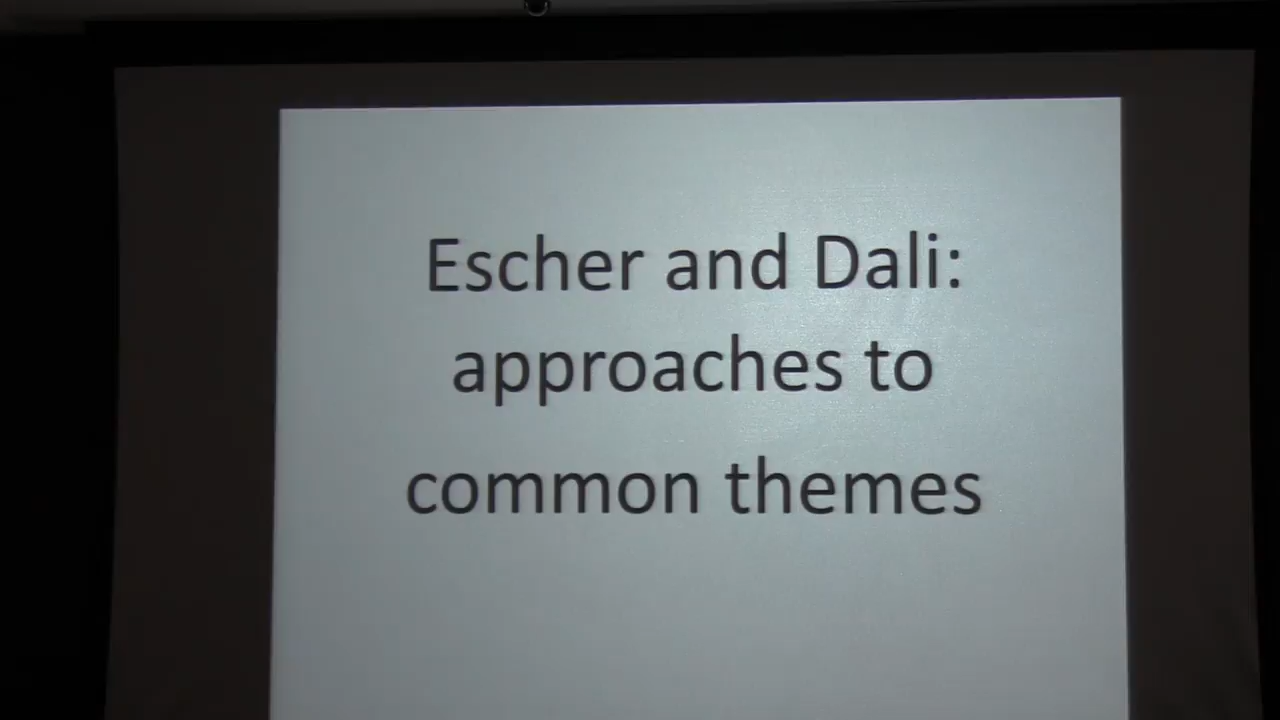 Escher and Dali:
approaches to
common themes